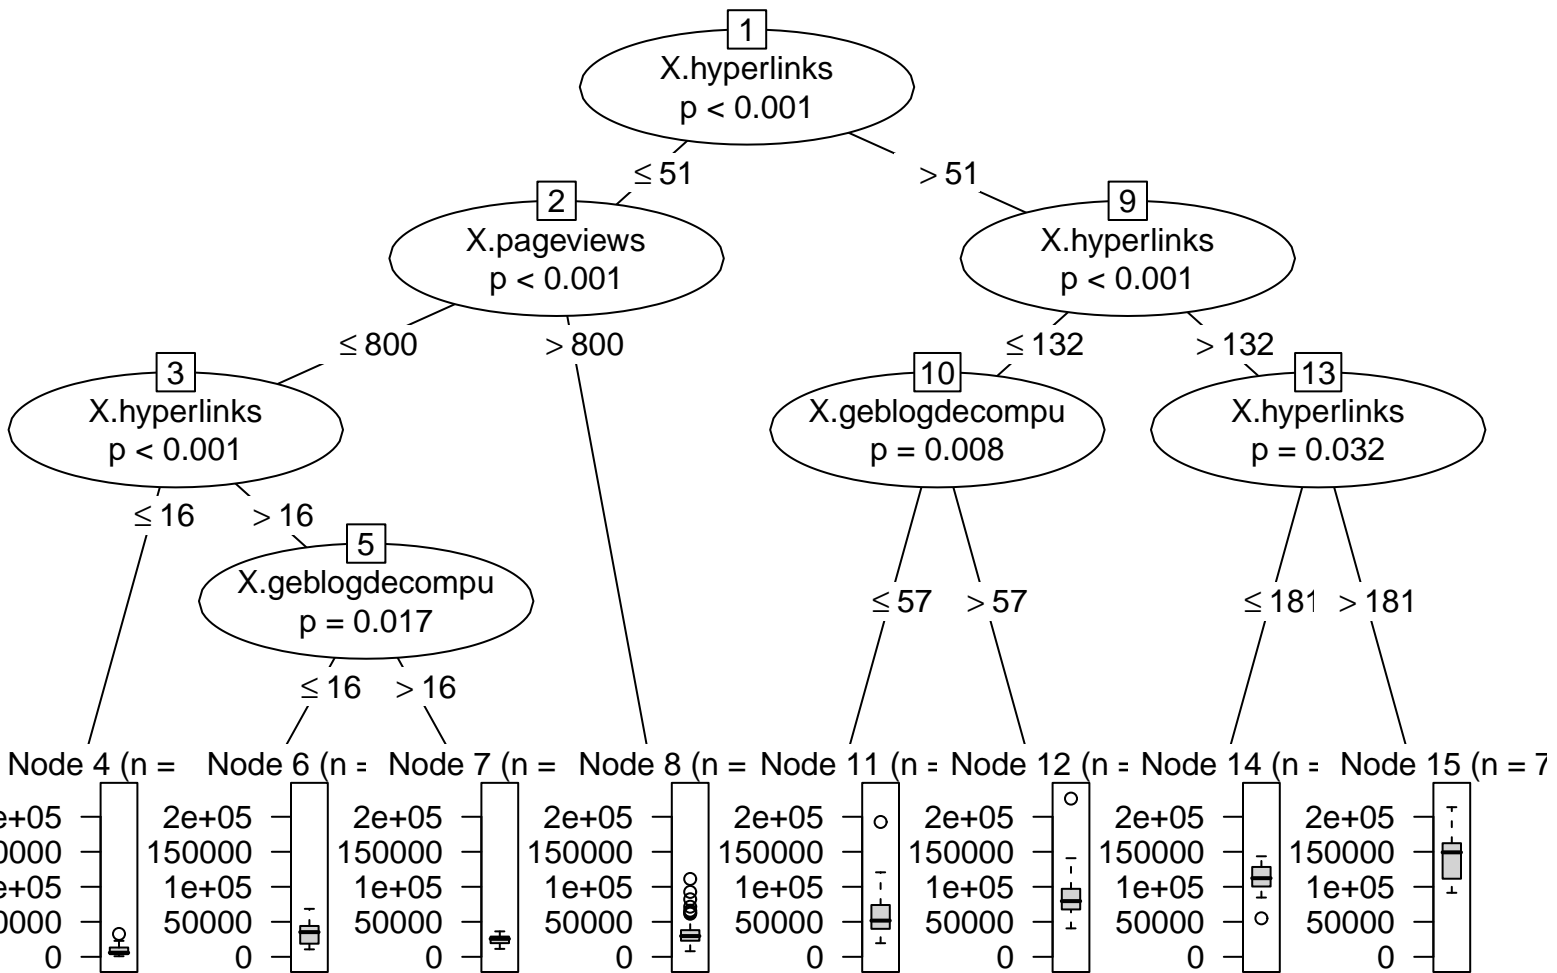 1
X.hyperlinks
p < 0.001
≤ 51
> 51
2
X.pageviews
p < 0.001
9
X.hyperlinks
p < 0.001
≤ 800
> 800
≤ 132
> 132
3
X.hyperlinks
p < 0.001
10
X.geblogdecompu
p = 0.008
13
X.hyperlinks
p = 0.032
≤ 16
> 16
5
X.geblogdecompu
p = 0.017
≤ 57
> 57
≤ 181
> 181
≤ 16
> 16
Node 4 (n = Node 6 (n = Node 7 (n = Node 8 (n = Node 11 (n = Node 12 (n = Node 14 (n = Node 15 (n = 7
e+05 2e+05 2e+05 2e+05 2e+05 2e+05 2e+05 2e+05
0000 150000 150000 150000 150000 150000 150000 150000
e+05 1e+05 1e+05 1e+05 1e+05 1e+05 1e+05 1e+05
0000 50000 50000 50000 50000 50000 50000 50000
0 0 0 0 0 0 0 0